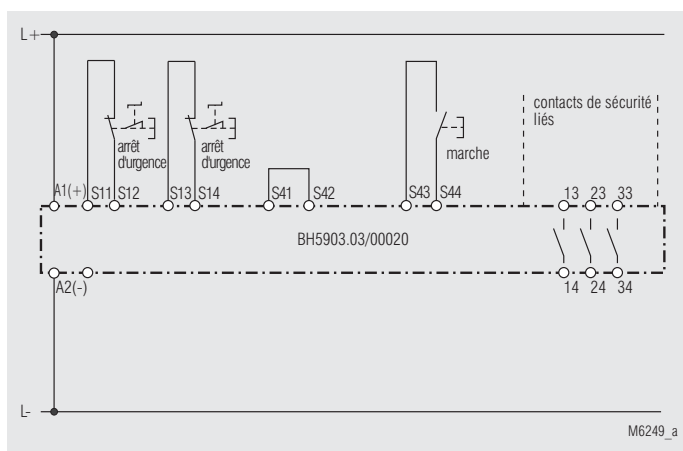 L+
contacts de sécurité
liés
arrêt
d'urgence
arrêt
d'urgence
marche
A1(+) S11 S12 S13 S14 S41 S42 S43 S44 13 23 33
BH5903.03/00020
A2(-) 14 24 34
L-
M6249_a